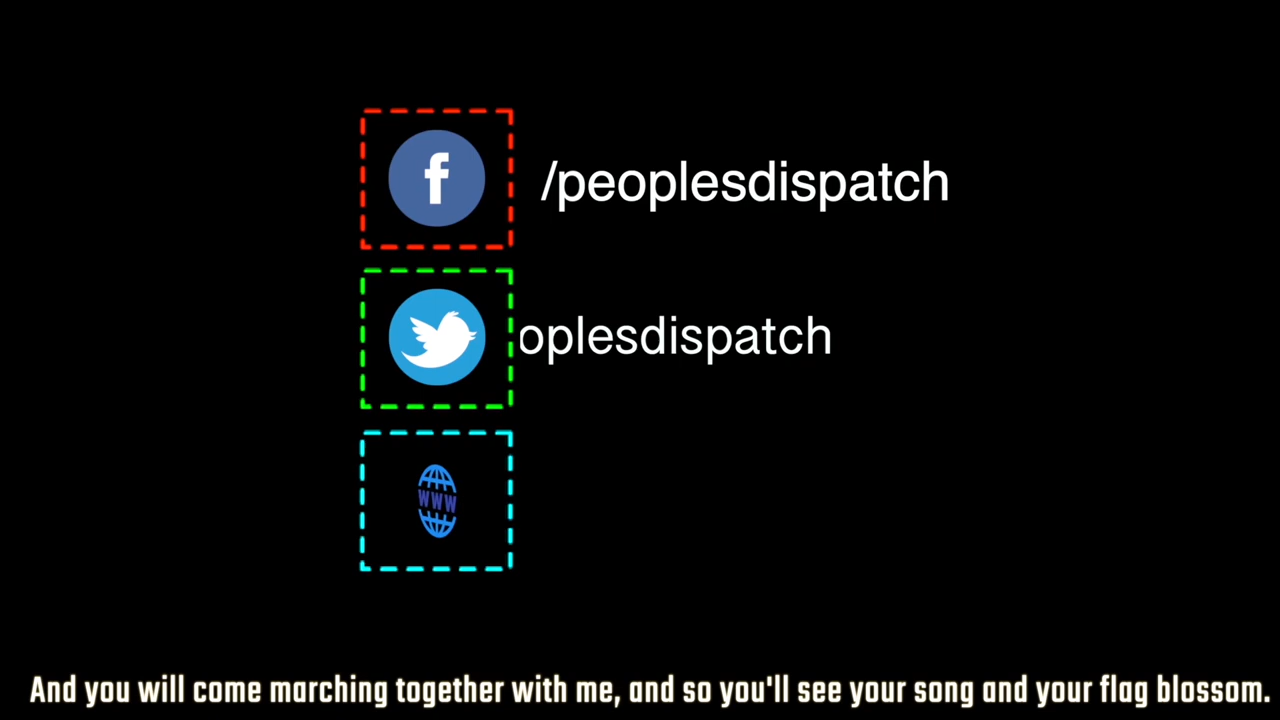 f /peoplesdispatch
oplesdispatch
WWW
And you will come marching together with me, and so you'll see your song and your flag blossom.